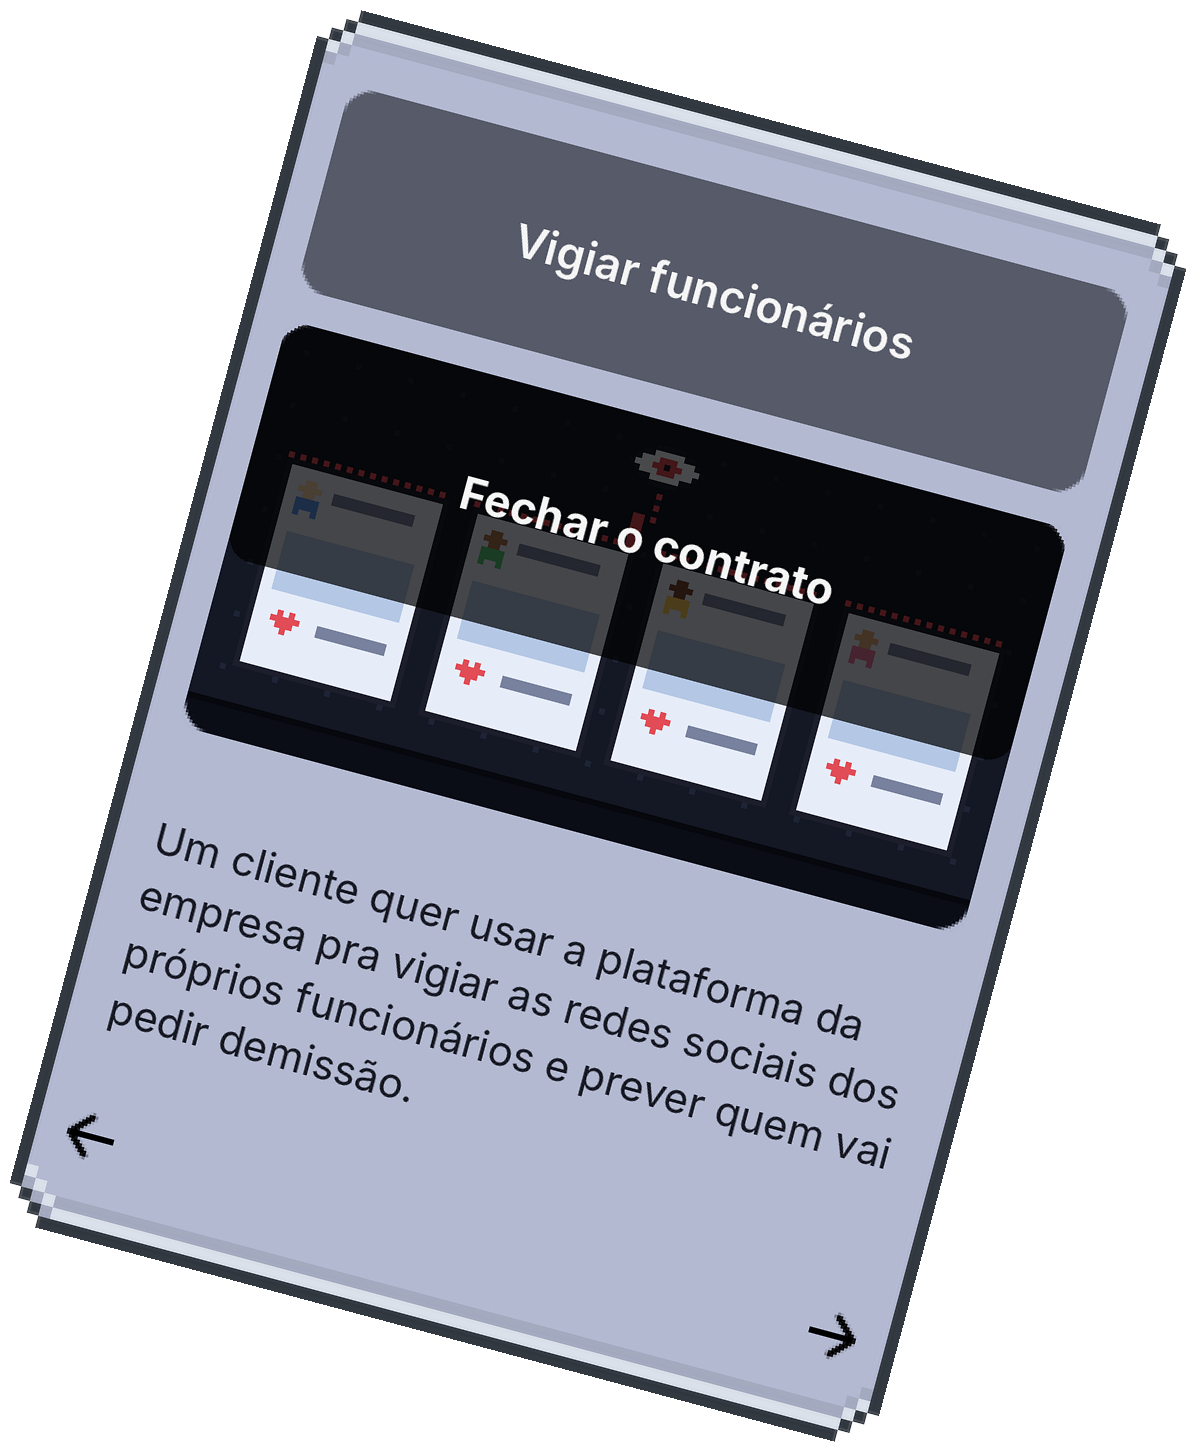 Vigiar funcionários
Fechar o contrato
Um cliente quer usar a plataforma da
empresa pra vigiar as redes sociais dos
próprios funcionários e prever quem vai
pedir demissão.